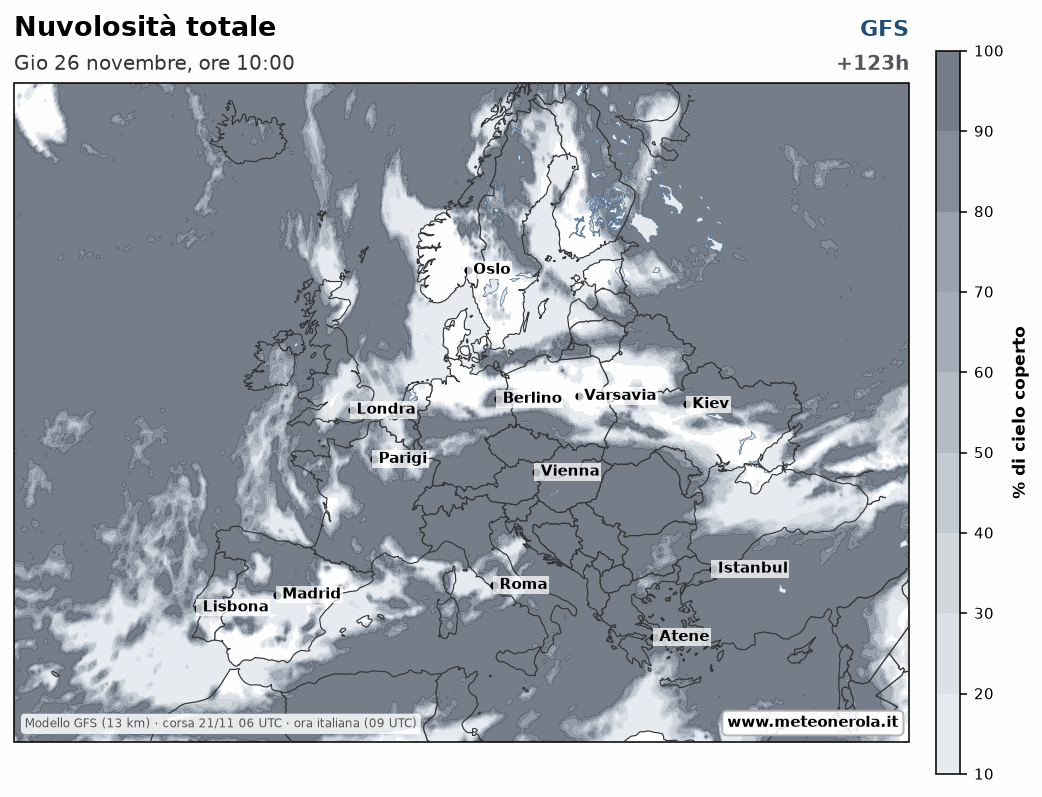 Nuvolosità totale
GFS
Gio 26 novembre, ore 10:00
+123h
100
90
80
70
60
50
40
30
20
10
% di cielo coperto
Oslo
Londra
Berlino
Varsavia
Kiev
Parigi
Vienna
Istanbul
Roma
Madrid
Lisbona
Atene
Modello GFS (13 km) · corsa 21/11 06 UTC · ora italiana (09 UTC)
www.meteonerola.it